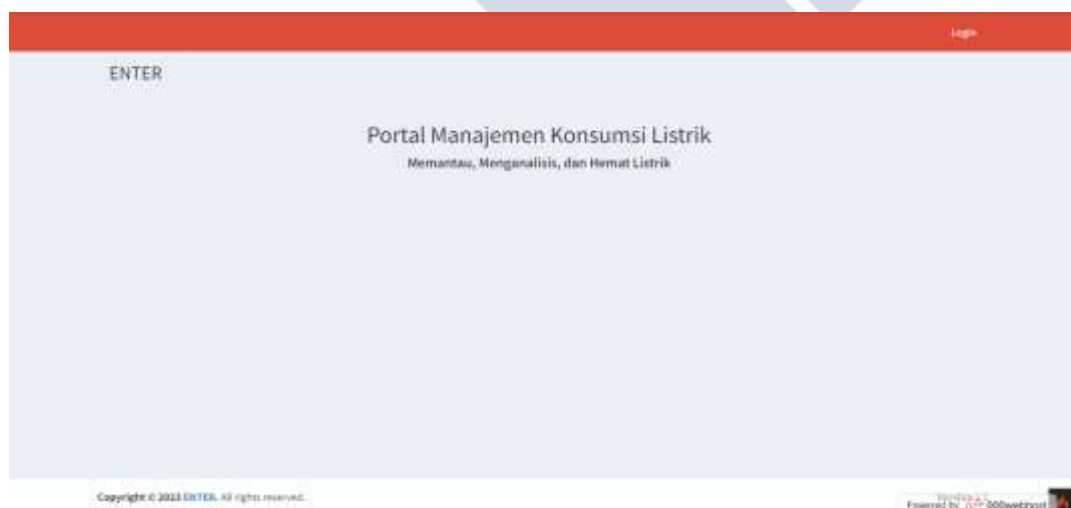 Login
ENTER
Portal Manajemen Konsumsi Listrik
Memantau, Menganalisis, dan Hemat Listrik
Copyright © 2023 ENTER. All rights reserved.
Powered by 000webhost